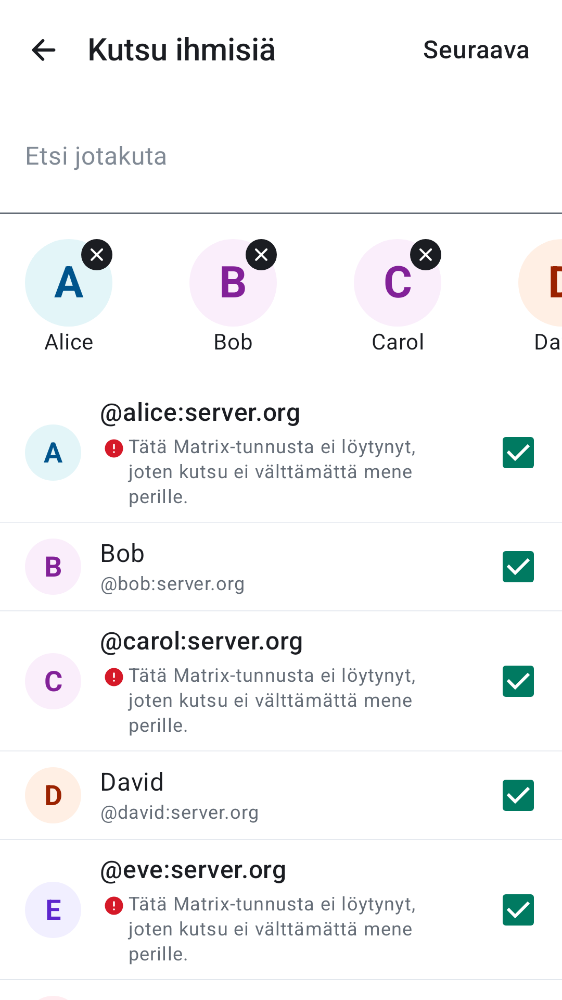 Kutsu ihmisiä
Seuraava
Etsi jotakuta
A
B
C
Alice
Bob
Carol
Da
@alice:server.org
A
Tätä Matrix-tunnusta ei löytynyt,
joten kutsu ei välttämättä mene
perille.
B
Bob
@bob:server.org
@carol:server.org
C
Tätä Matrix-tunnusta ei löytynyt,
joten kutsu ei välttämättä mene
perille.
D
David
@david:server.org
@eve:server.org
E
Tätä Matrix-tunnusta ei löytynyt,
joten kutsu ei välttämättä mene
perille.